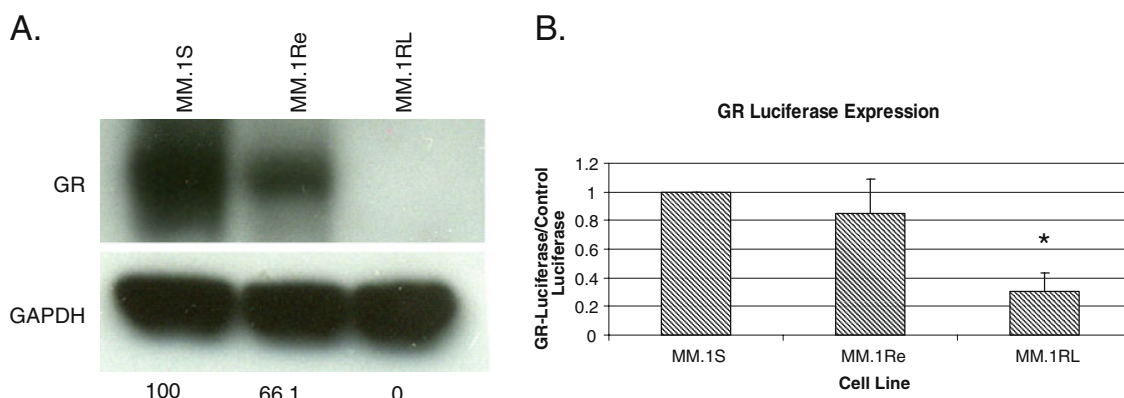 A.
MM.1S
MM.1Re
MM.1RL
GR
GAPDH
100 66.1 0
B.
GR Luciferase Expression
GR-Luciferase/Control
Luciferase
1.2
1
0.8
0.6
0.4
0.2
0
*
MM.1S MM.1Re MM.1RL
Cell Line